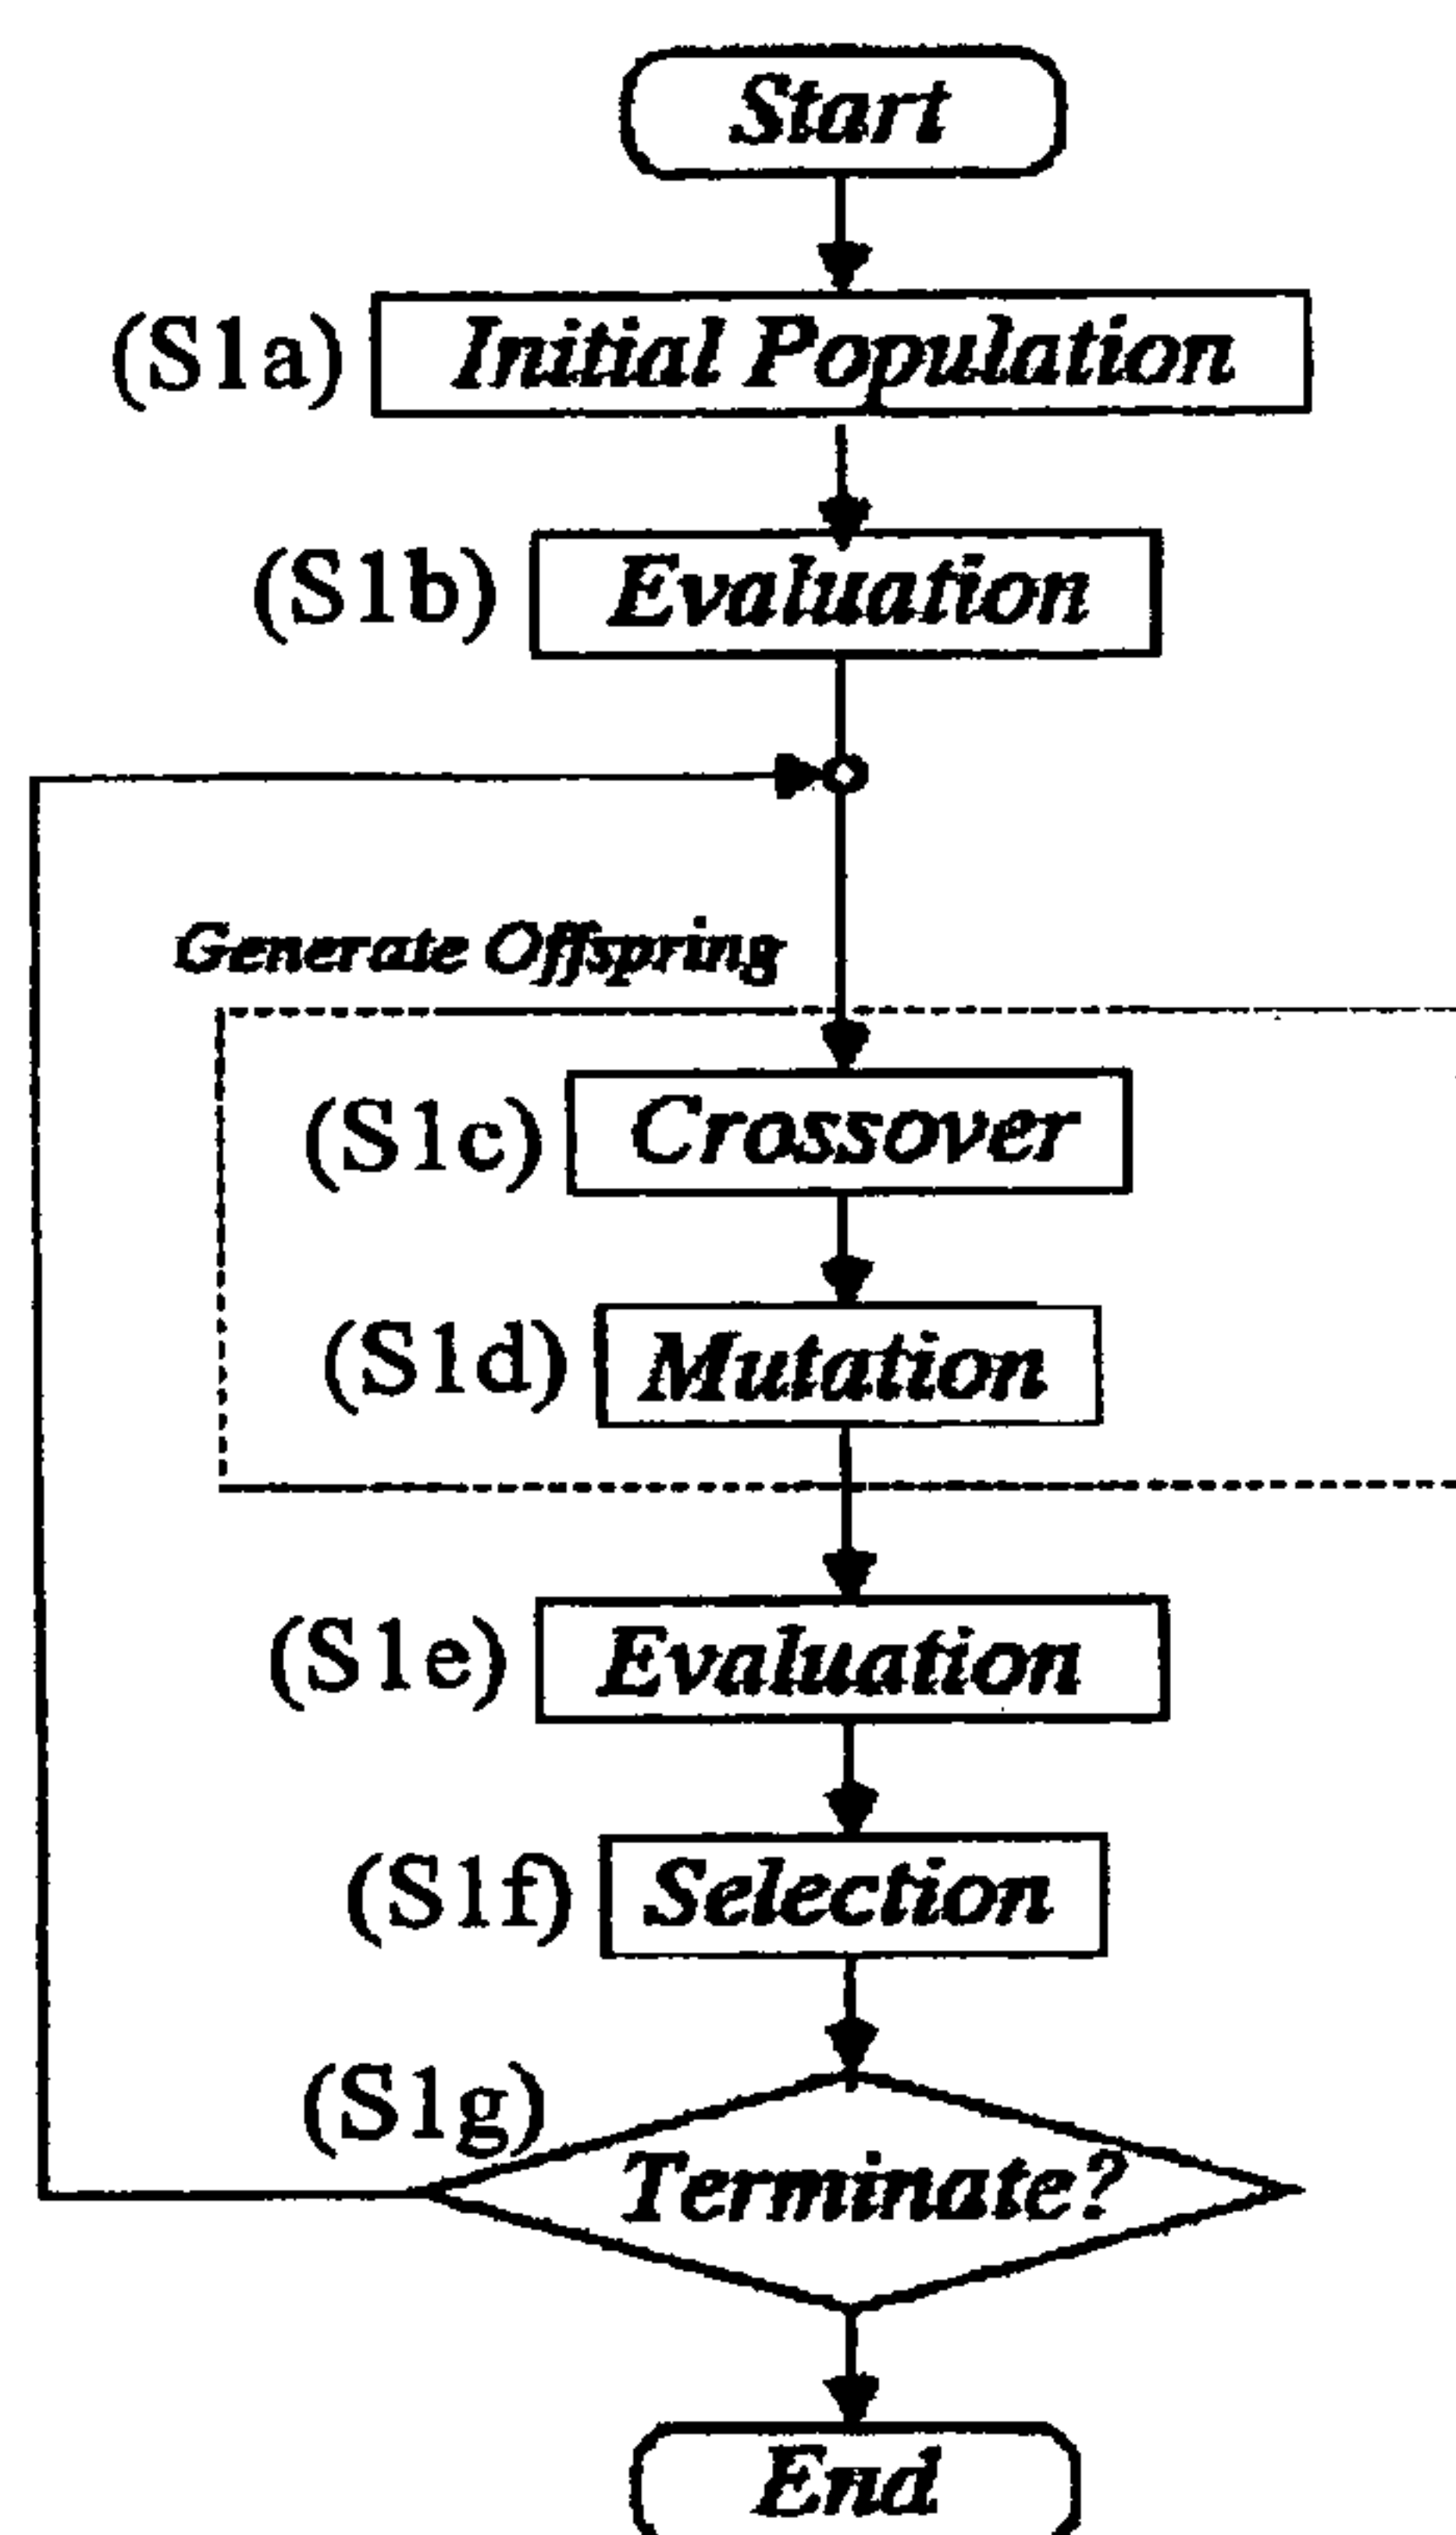 Start
(S1a) Initial Population
(S1b) Evaluation
Generate Offspring
(S1c) Crossover
(S1d) Mutation
(S1e) Evaluation
(S1f) Selection
(S1g)
Terminate?
End